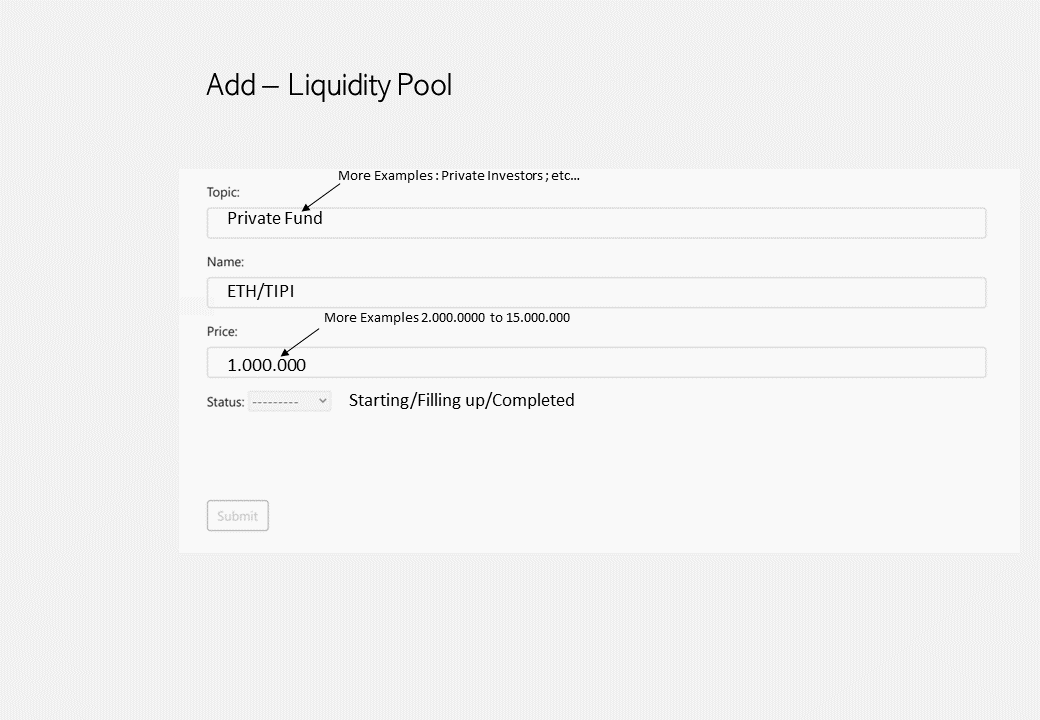 Add – Liquidity Pool
More Examples : Private Investors ; etc...
Topic:
Private Fund
Name:
ETH/TIPI
More Examples 2.000.0000 to 15.000.000
Price:
1.000.000
Status: --------- Starting/Filling up/Completed
Submit